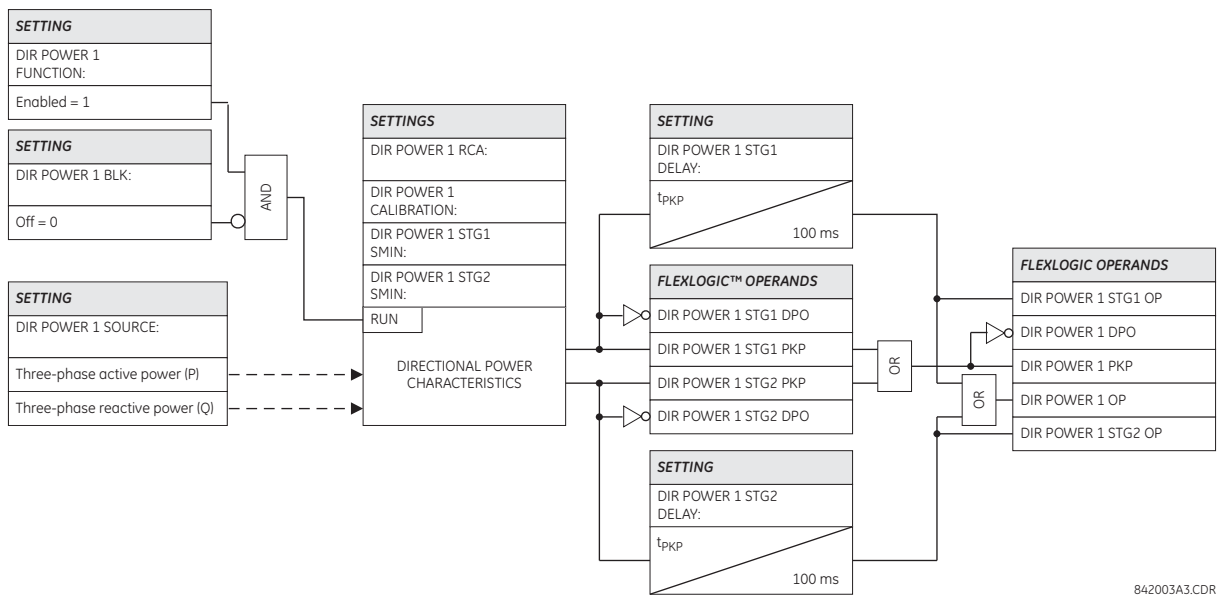 SETTING
DIR POWER 1
FUNCTION:
Enabled = 1
SETTING
DIR POWER 1 BLK:
Off = 0
AND
SETTING
DIR POWER 1 SOURCE:
Three-phase active power (P)
Three-phase reactive power (Q)
SETTINGS
DIR POWER 1 RCA:
DIR POWER 1
CALIBRATION:
DIR POWER 1 STG1
SMIN:
DIR POWER 1 STG2
SMIN:
RUN
DIRECTIONAL POWER
CHARACTERISTICS
SETTING
DIR POWER 1 STG1
DELAY:
tPKP
100 ms
FLEXLOGIC™ OPERANDS
DIR POWER 1 STG1 DPO
DIR POWER 1 STG1 PKP
DIR POWER 1 STG2 PKP
DIR POWER 1 STG2 DPO
SETTING
DIR POWER 1 STG2
DELAY:
tPKP
100 ms
OR
OR
FLEXLOGIC OPERANDS
DIR POWER 1 STG1 OP
DIR POWER 1 DPO
DIR POWER 1 PKP
DIR POWER 1 OP
DIR POWER 1 STG2 OP
842003A3.CDR